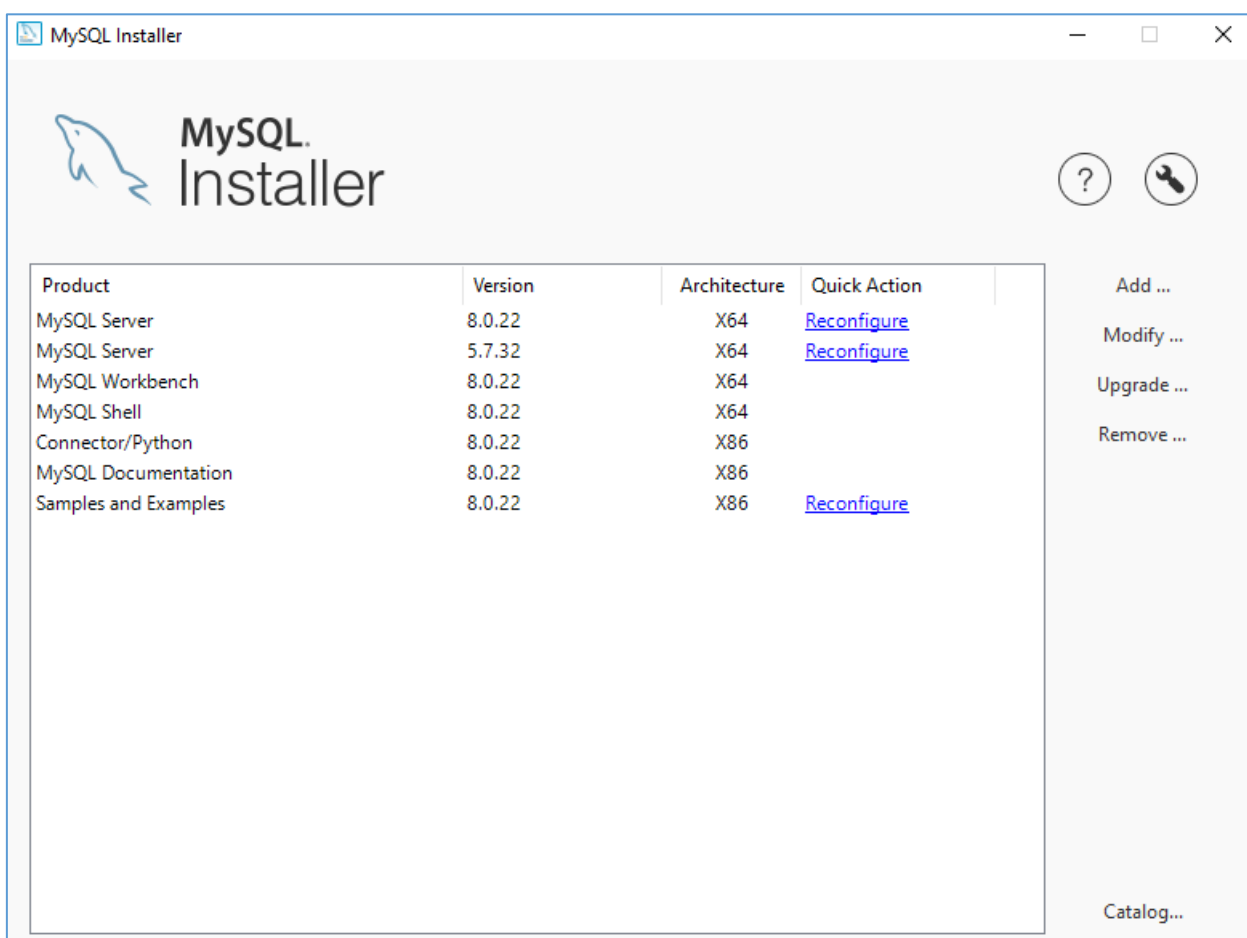 MySQL Installer
MySQL.
Installer
?
Product Version Architecture Quick Action
MySQL Server 8.0.22 X64 Reconfigure
MySQL Server 5.7.32 X64 Reconfigure
MySQL Workbench 8.0.22 X64
MySQL Shell 8.0.22 X64
Connector/Python 8.0.22 X86
MySQL Documentation 8.0.22 X86
Samples and Examples 8.0.22 X86 Reconfigure
Add ...
Modify ...
Upgrade ...
Remove ...
Catalog...